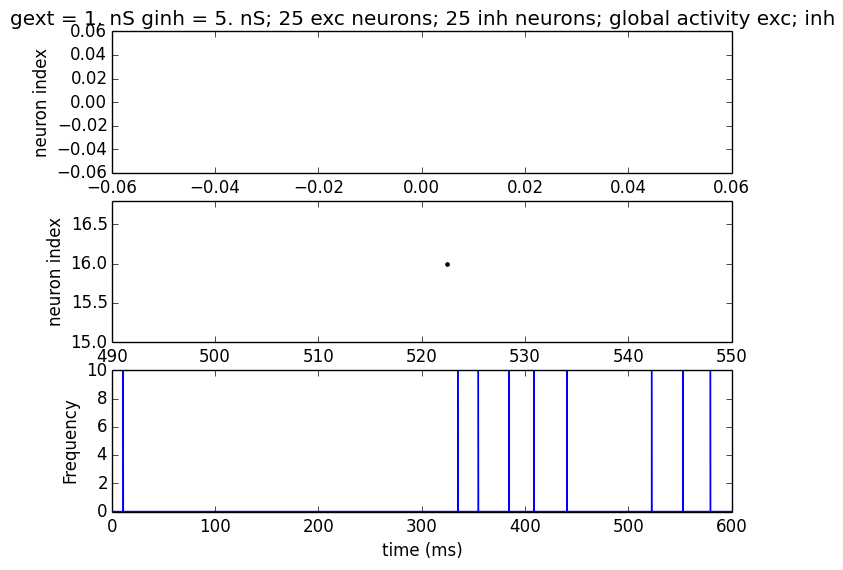 gext = 1. nS ginh = 5. nS; 25 exc neurons; 25 inh neurons; global activity exc; inh
0.06
0.04
0.02
0.00
−0.02
−0.04
−0.06
neuron index
−0.06 −0.04 −0.02 0.00 0.02 0.04 0.06
16.5
16.0
15.5
15.0
neuron index
490 500 510 520 530 540 550
10
8
6
4
2
0
Frequency
0 100 200 300 400 500 600
time (ms)